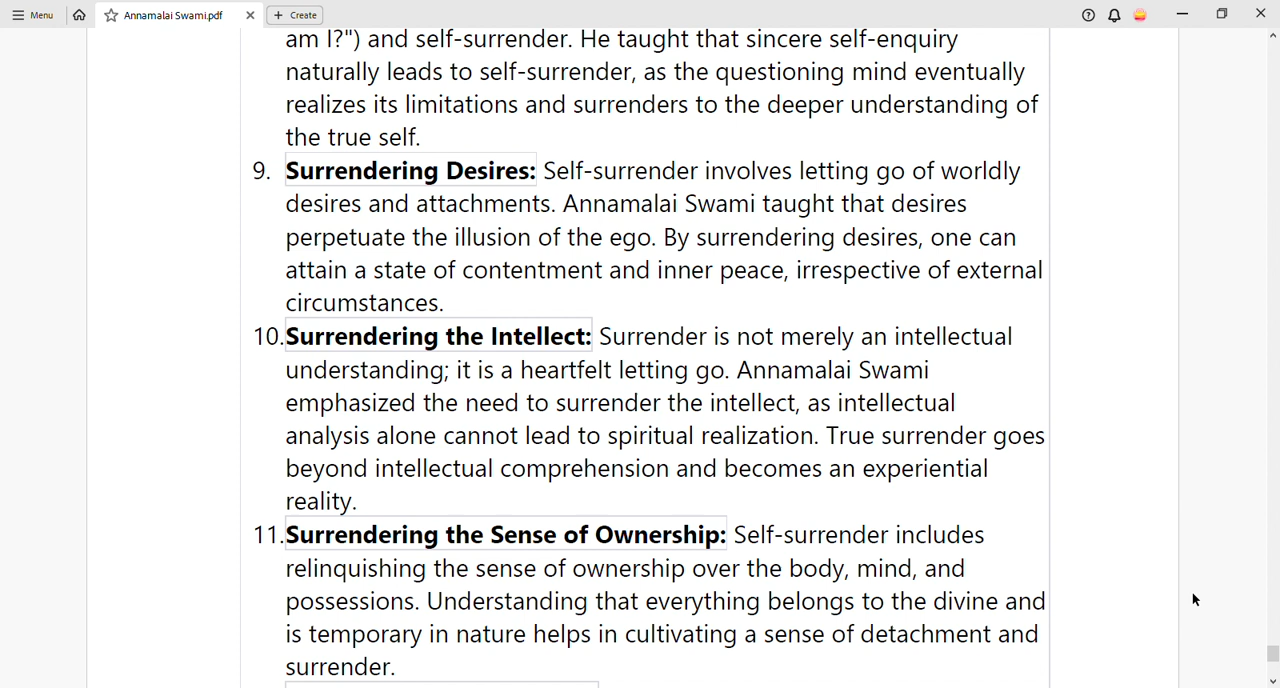 Menu
Annamalai Swami.pdf
Create
am I?") and self-surrender. He taught that sincere self-enquiry
naturally leads to self-surrender, as the questioning mind eventually
realizes its limitations and surrenders to the deeper understanding of
the true self.
9. Surrendering Desires: Self-surrender involves letting go of worldly
desires and attachments. Annamalai Swami taught that desires
perpetuate the illusion of the ego. By surrendering desires, one can
attain a state of contentment and inner peace, irrespective of external
circumstances.
10. Surrendering the Intellect: Surrender is not merely an intellectual
understanding; it is a heartfelt letting go. Annamalai Swami
emphasized the need to surrender the intellect, as intellectual
analysis alone cannot lead to spiritual realization. True surrender goes
beyond intellectual comprehension and becomes an experiential
reality.
11. Surrendering the Sense of Ownership: Self-surrender includes
relinquishing the sense of ownership over the body, mind, and
possessions. Understanding that everything belongs to the divine and
is temporary in nature helps in cultivating a sense of detachment and
surrender.